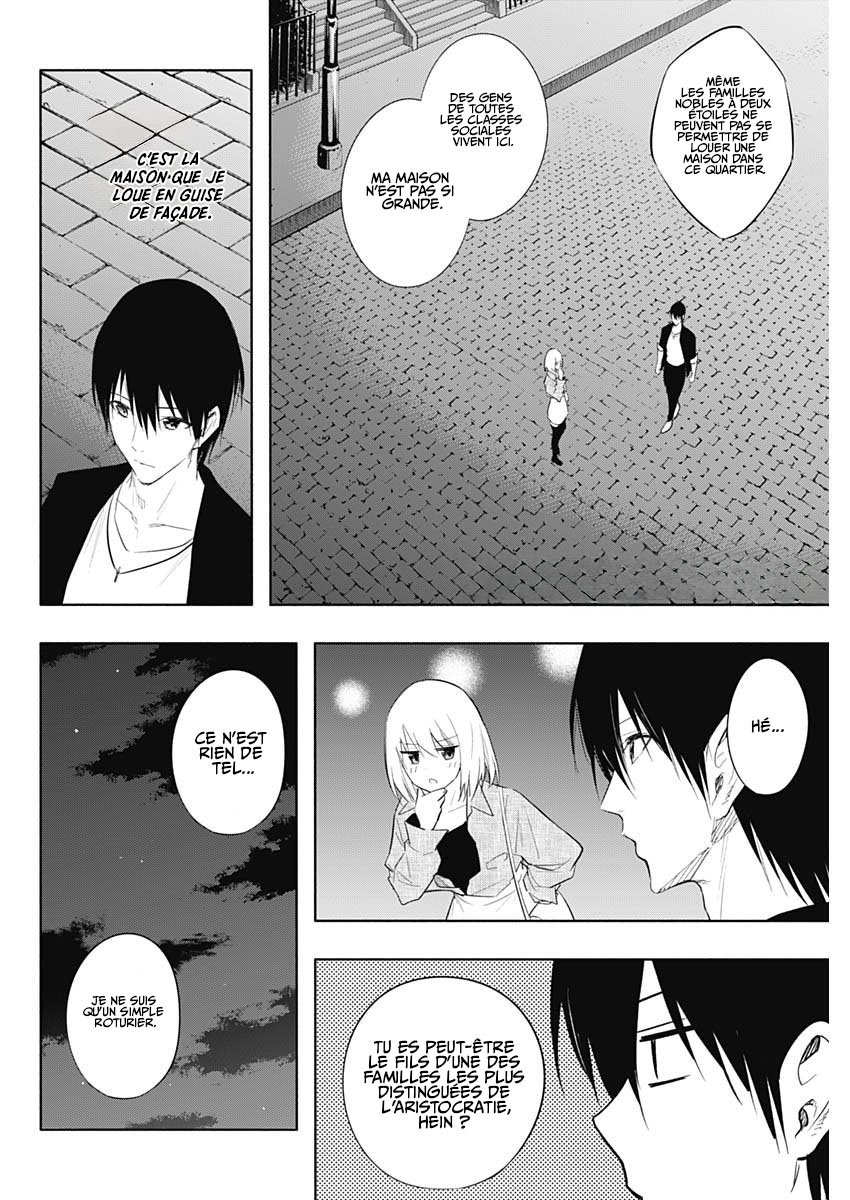 MÊME
LES FAMILLES
NOBLES À DEUX
ÉTOILES NE
PEUVENT PAS SE
PERMETTRE DE
LOUER UNE
MAISON DANS
CE QUARTIER.
DES GENS
DE TOUTES
LES CLASSES
SOCIALES
VIVENT ICI.
MA MAISON
N'EST PAS SI
GRANDE.
C'EST LÀ
MAISON QUE JE
LOUE EN GUISE
DE FAÇADE.
HÉ...
TU ES PEUT-ÊTRE
LE FILS D'UNE DES
FAMILLES LES PLUS
DISTINGUÉES DE
L'ARISTOCRATIE,
HEIN ?
CE N'EST
RIEN DE
TEL...
JE NE SUIS
QU'UN SIMPLE
ROTURIER.